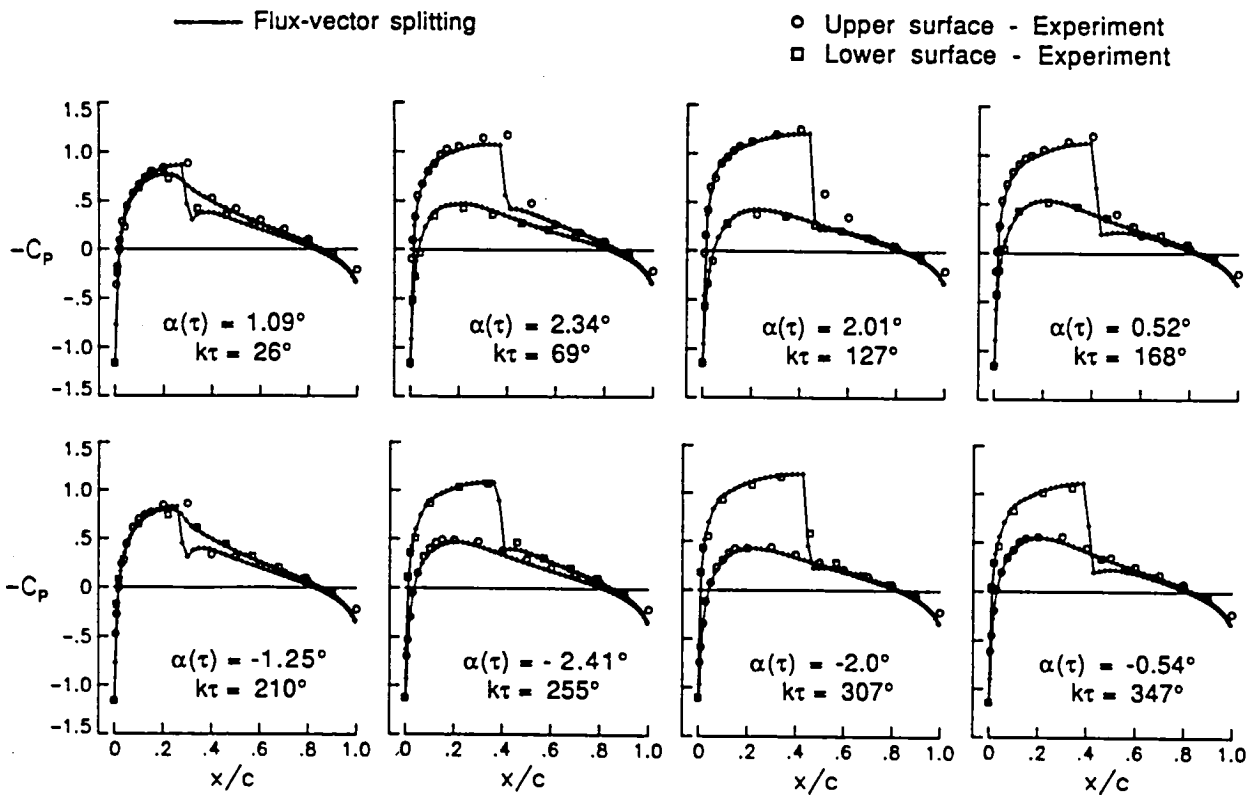 Flux-vector splitting
Upper surface - Experiment
Lower surface - Experiment
1.5
1.0
.5
0
-.5
-1.0
-1.5
-Cp
α(τ) = 1.09°
kτ = 26°
α(τ) = 2.34°
kτ = 69°
α(τ) = 2.01°
kτ = 127°
α(τ) = 0.52°
kτ = 168°
1.5
1.0
.5
0
-.5
-1.0
-1.5
-Cp
α(τ) = -1.25°
kτ = 210°
α(τ) = - 2.41°
kτ = 255°
α(τ) = -2.0°
kτ = 307°
α(τ) = -0.54°
kτ = 347°
0 .2 .4 .6 .8 1.0
0 .2 .4 .6 .8 1.0
0 .2 .4 .6 .8 1.0
0 .2 .4 .6 .8 1.0
x/c
x/c
x/c
x/c